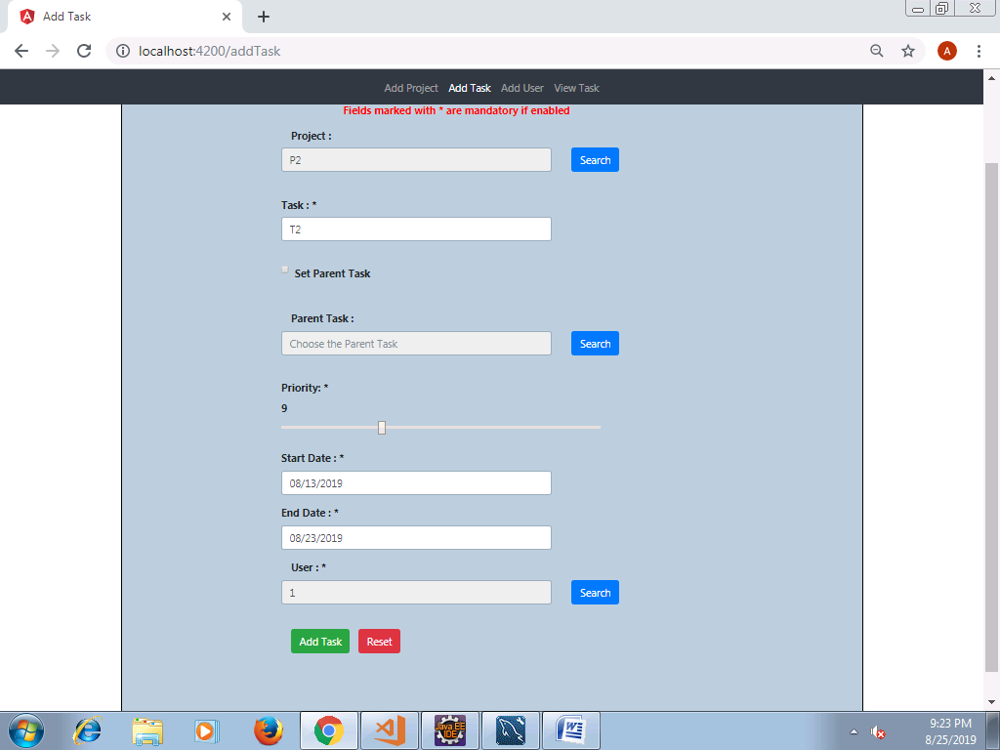 Add Task
localhost:4200/addTask
A
Add Project Add Task Add User View Task
Fields marked with * are mandatory if enabled
Project :
P2
Search
Task : *
T2
Set Parent Task
Parent Task :
Choose the Parent Task
Search
Priority: *
9
Start Date : *
08/13/2019
End Date : *
08/23/2019
User : *
1
Search
Add Task Reset
Java EE
IDE
9:23 PM
8/25/2019